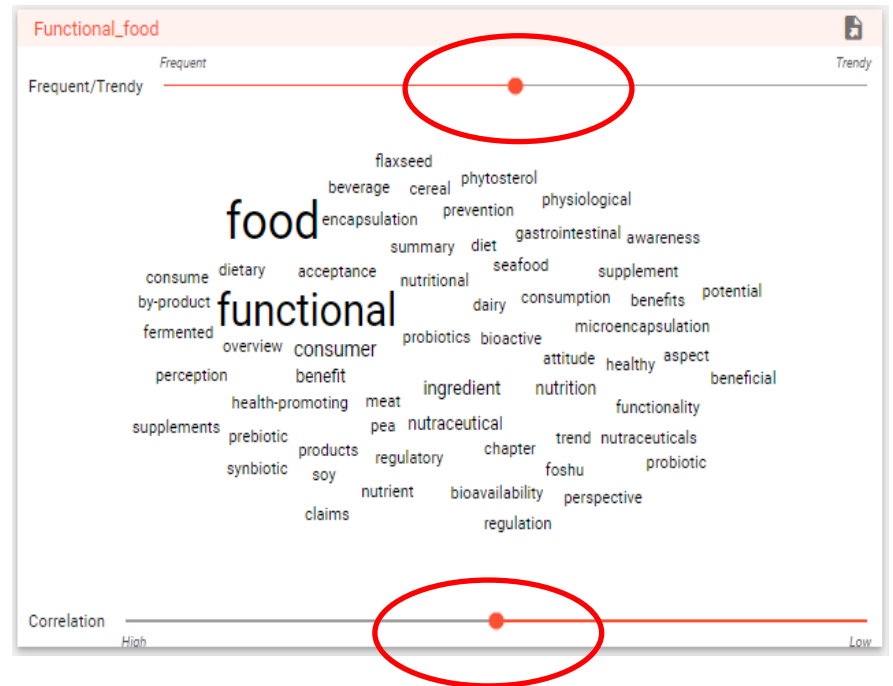 Functional_food
Frequent Trendy
Frequent/Trendy
flaxseed
beverage cereal phytosterol
physiological
food encapsulation prevention
gastrointestinal awareness
summary diet
seafood
consume dietary acceptance nutritional supplement
by-product functional dairy consumption benefits potential
fermented microencapsulation
overview consumer probiotics bioactive
attitude healthy aspect
perception benefit beneficial
ingredient nutrition
health-promoting meat functionality
supplements pea nutraceutical
prebiotic trend nutraceuticals
products chapter
synbiotic regulatory foshu probiotic
soy
nutrient bioavailability perspective
claims
regulation
Correlation
High Low